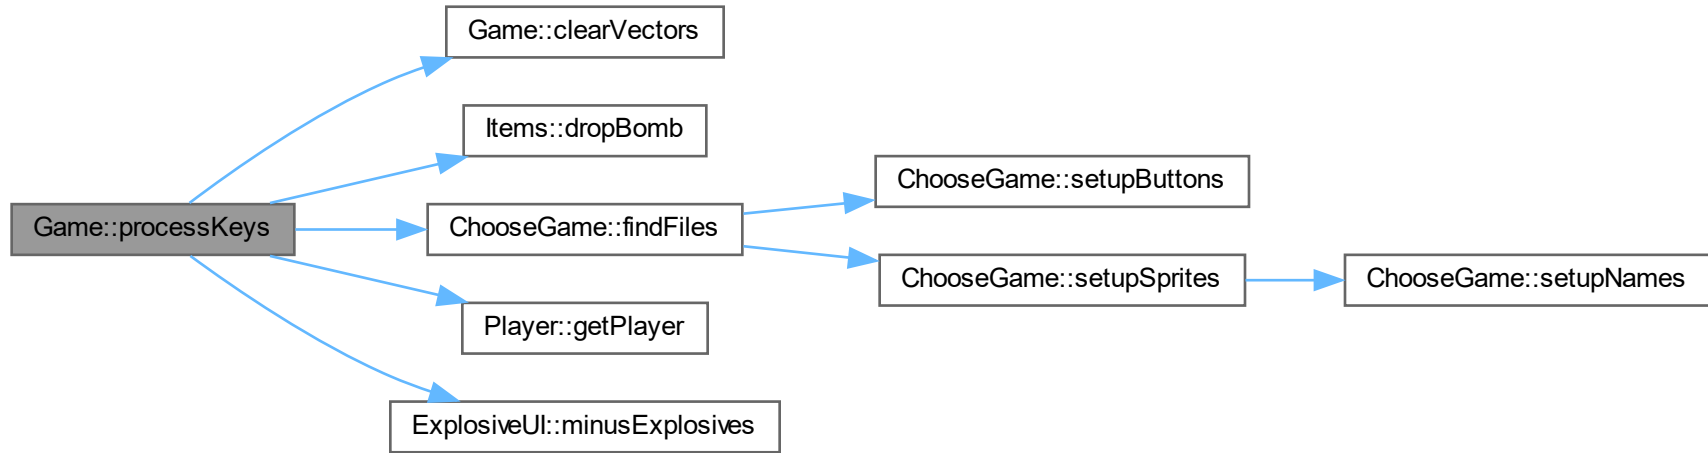 Game::clearVectors
Items::dropBomb
ChooseGame::setupButtons
Game::processKeys
ChooseGame::findFiles
ChooseGame::setupSprites
ChooseGame::setupNames
Player::getPlayer
ExplosiveUI::minusExplosives